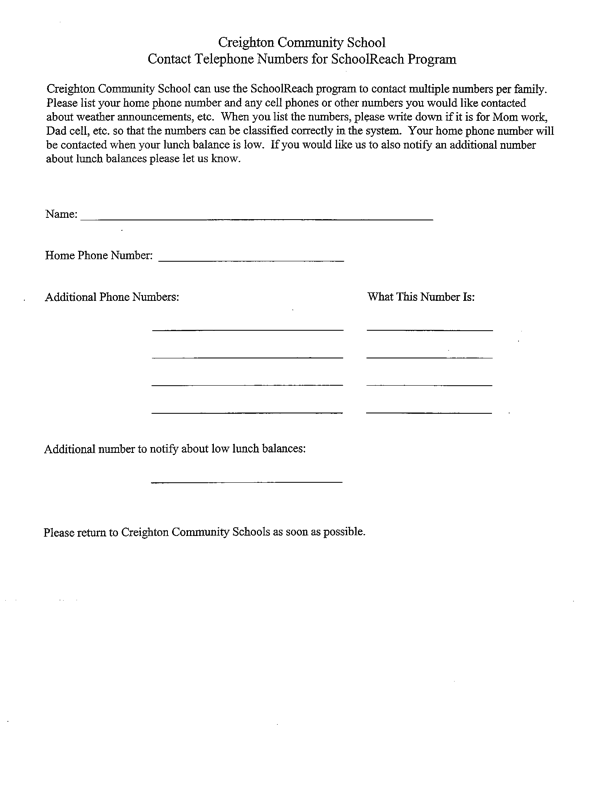 Creighton Community School
Contact Telephone Numbers for SchoolReach Program
Creighton Community School can use the SchoolReach program to contact multiple numbers per family.
Please list your home phone number and any cell phones or other numbers you would like contacted
about weather announcements, etc. When you list the numbers, please write down if it is for Mom work,
Dad cell, etc. so that the numbers can be classified correctly in the system. Your home phone number will
be contacted when your lunch balance is low. If you would like us to also notify an additional number
about lunch balances please let us know.
Name:
Home Phone Number:
Additional Phone Numbers: What This Number Is:
Additional number to notify about low lunch balances:
Please return to Creighton Community Schools as soon as possible.